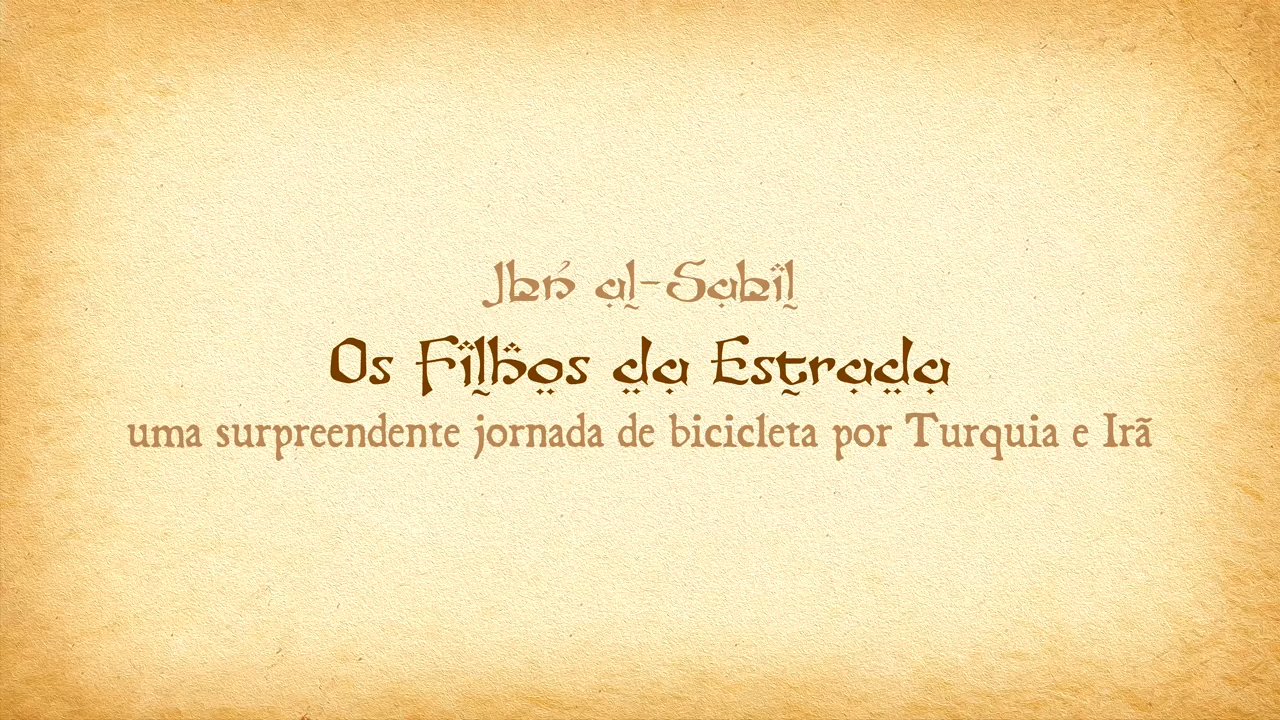 Ibn al-Sabil
Os Filhos da Estrada
uma surpreendente jornada de bicicleta por Turquia e Irã